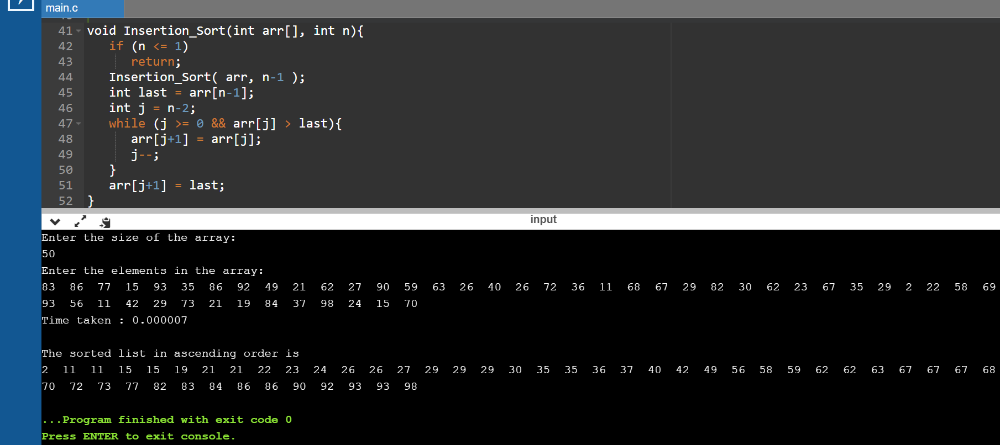 main.c
41 void Insertion_Sort(int arr[], int n){
42 if (n <= 1)
43 return;
44 Insertion_Sort( arr, n-1 );
45 int last = arr[n-1];
46 int j = n-2;
47 while (j >= 0 && arr[j] > last){
48 arr[j+1] = arr[j];
49 j--;
50 }
51 arr[j+1] = last;
52 }
input
Enter the size of the array:
50
Enter the elements in the array:
83 86 77 15 93 35 86 92 49 21 62 27 90 59 63 26 40 26 72 36 11 68 67 29 82 30 62 23 67 35 29 2 22 58 69
93 56 11 42 29 73 21 19 84 37 98 24 15 70
Time taken : 0.000007
The sorted list in ascending order is
2 11 11 15 15 19 21 21 22 23 24 26 26 27 29 29 29 30 35 35 36 37 40 42 49 56 58 59 62 62 63 67 67 67 68
70 72 73 77 82 83 84 86 86 90 92 93 93 98
...Program finished with exit code 0
Press ENTER to exit console.